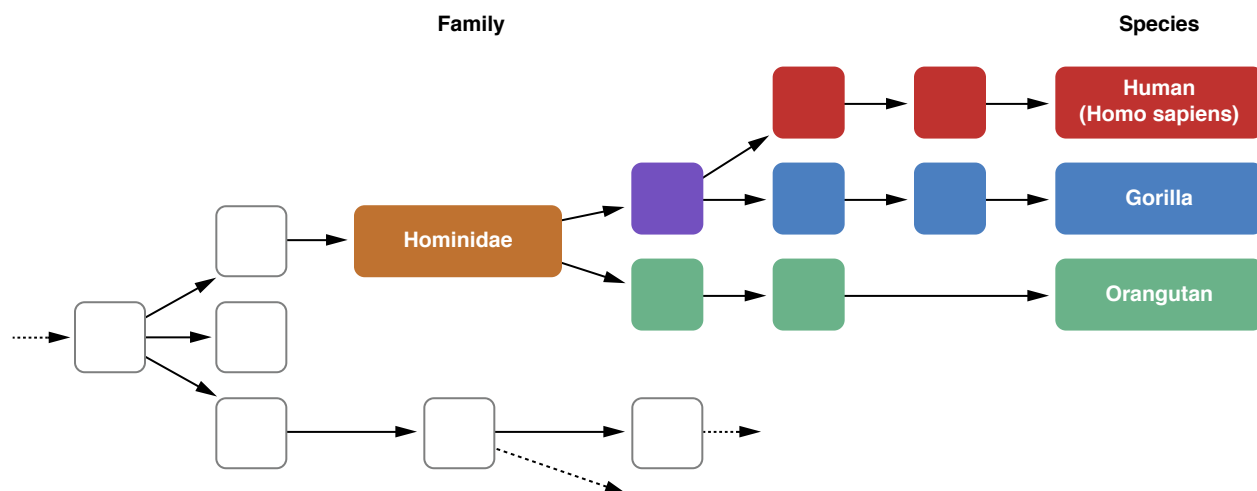 Family
Species
Human
(Homo sapiens)
Gorilla
Hominidae
Orangutan